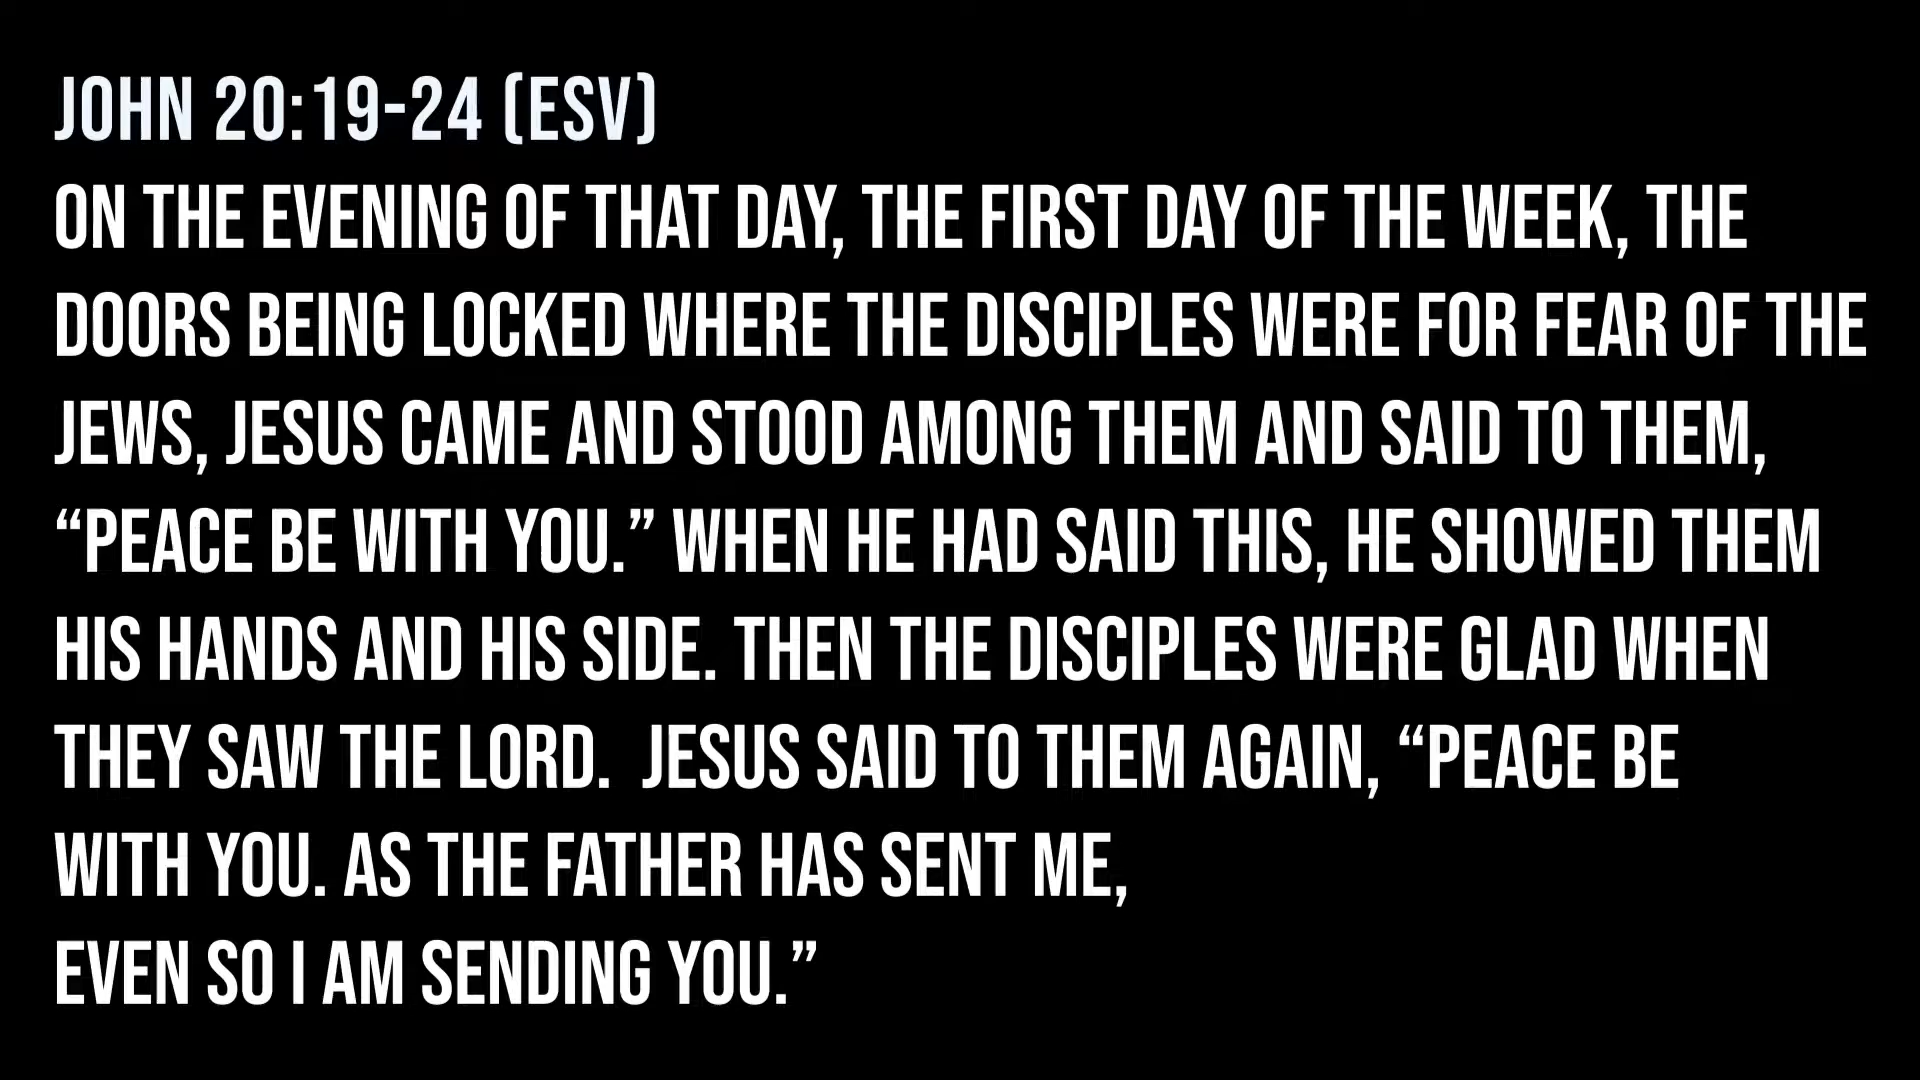 JOHN 20:19-24 (ESV)
ON THE EVENING OF THAT DAY, THE FIRST DAY OF THE WEEK, THE
DOORS BEING LOCKED WHERE THE DISCIPLES WERE FOR FEAR OF THE
JEWS, JESUS CAME AND STOOD AMONG THEM AND SAID TO THEM,
“PEACE BE WITH YOU.” WHEN HE HAD SAID THIS, HE SHOWED THEM
HIS HANDS AND HIS SIDE. THEN THE DISCIPLES WERE GLAD WHEN
THEY SAW THE LORD.  JESUS SAID TO THEM AGAIN, “PEACE BE
WITH YOU. AS THE FATHER HAS SENT ME,
EVEN SO I AM SENDING YOU.”